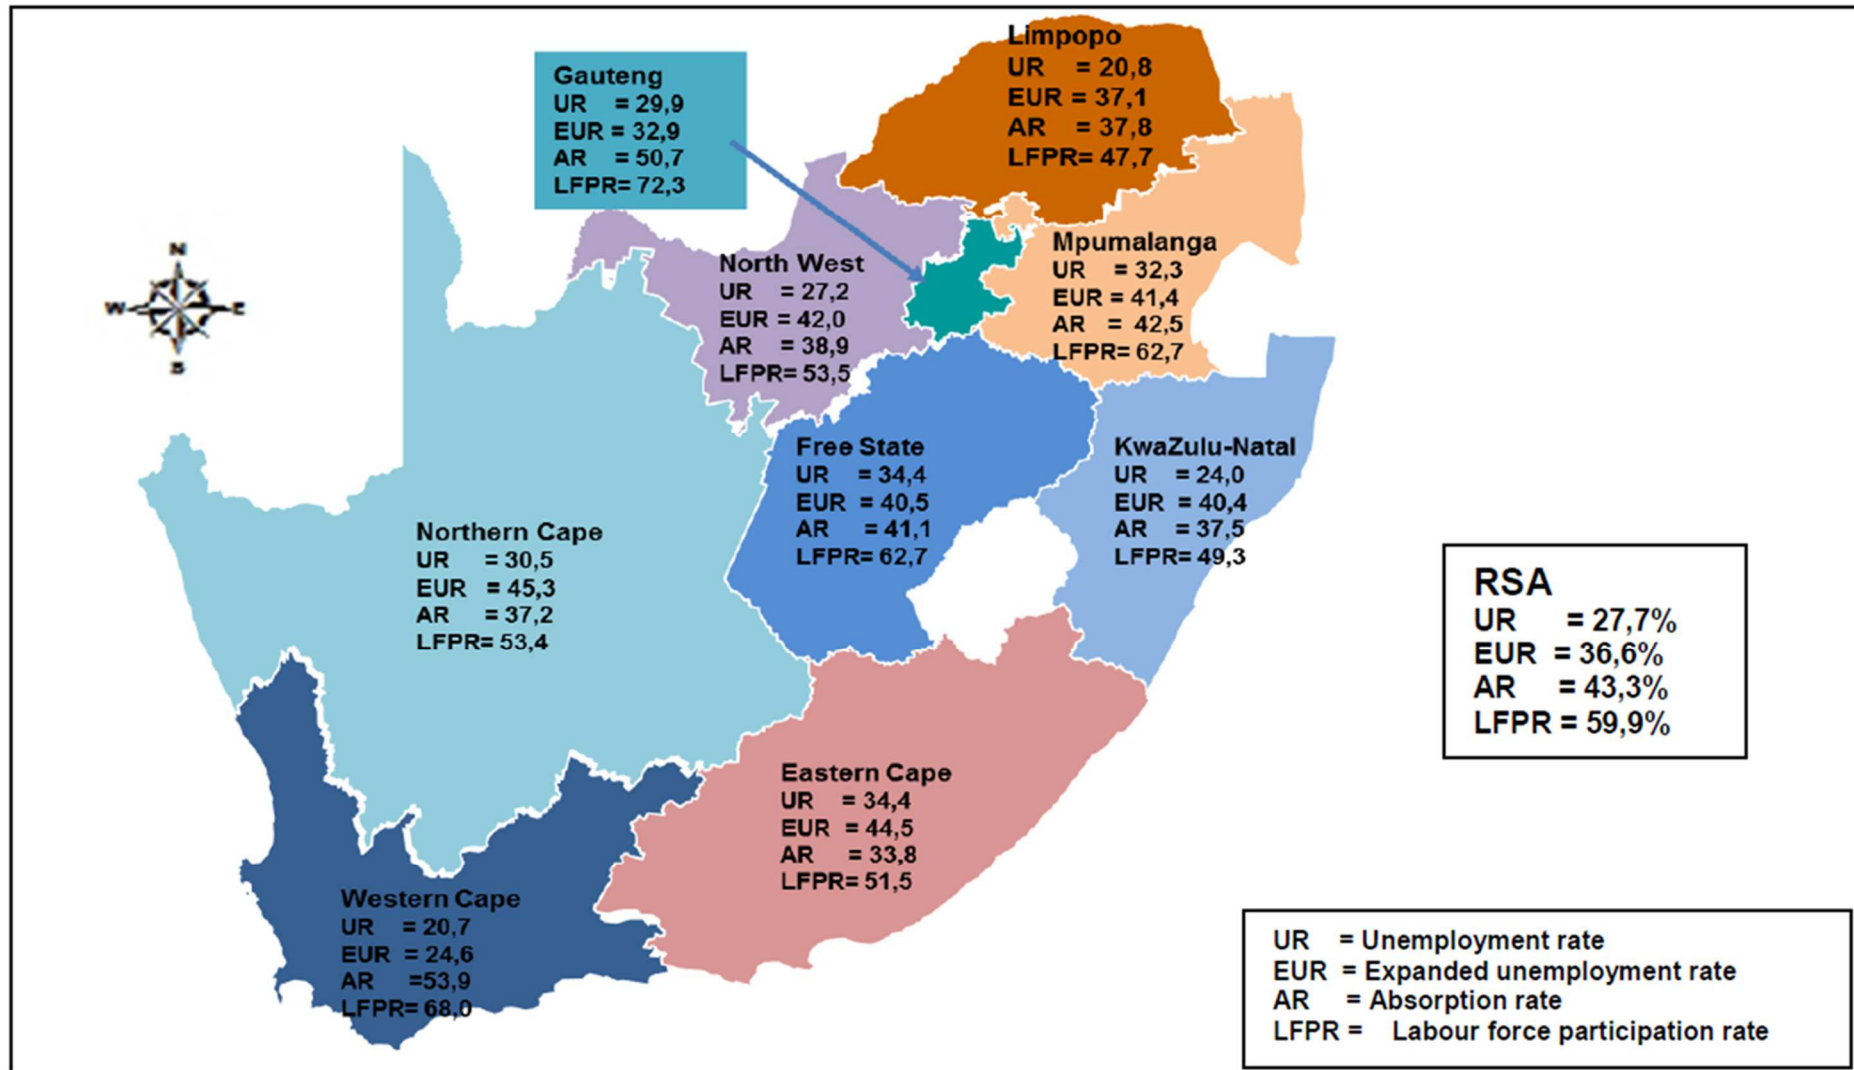 Limpopo
UR = 20,8
EUR = 37,1
AR = 37,8
LFPR= 47,7
Gauteng
UR = 29,9
EUR = 32,9
AR = 50,7
LFPR= 72,3
N
W
E
S
North West
UR = 27,2
EUR = 42,0
AR = 38,9
LFPR= 53,5
Mpumalanga
UR = 32,3
EUR = 41,4
AR = 42,5
LFPR= 62,7
Free State
UR = 34,4
EUR = 40,5
AR = 41,1
LFPR= 62,7
KwaZulu-Natal
UR = 24,0
EUR = 40,4
AR = 37,5
LFPR= 49,3
Northern Cape
UR = 30,5
EUR = 45,3
AR = 37,2
LFPR= 53,4
RSA
UR = 27,7%
EUR = 36,6%
AR = 43,3%
LFPR = 59,9%
Eastern Cape
UR = 34,4
EUR = 44,5
AR = 33,8
LFPR= 51,5
Western Cape
UR = 20,7
EUR = 24,6
AR =53,9
LFPR= 68,0
UR = Unemployment rate
EUR = Expanded unemployment rate
AR = Absorption rate
LFPR = Labour force participation rate